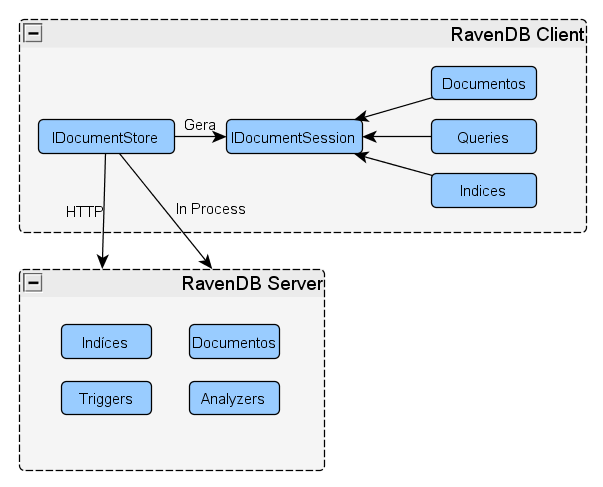 RavenDB Client
Documentos
IDocumentStore
Gera
IDocumentSession
Queries
Indices
HTTP
In Process
RavenDB Server
Indíces
Documentos
Triggers
Analyzers